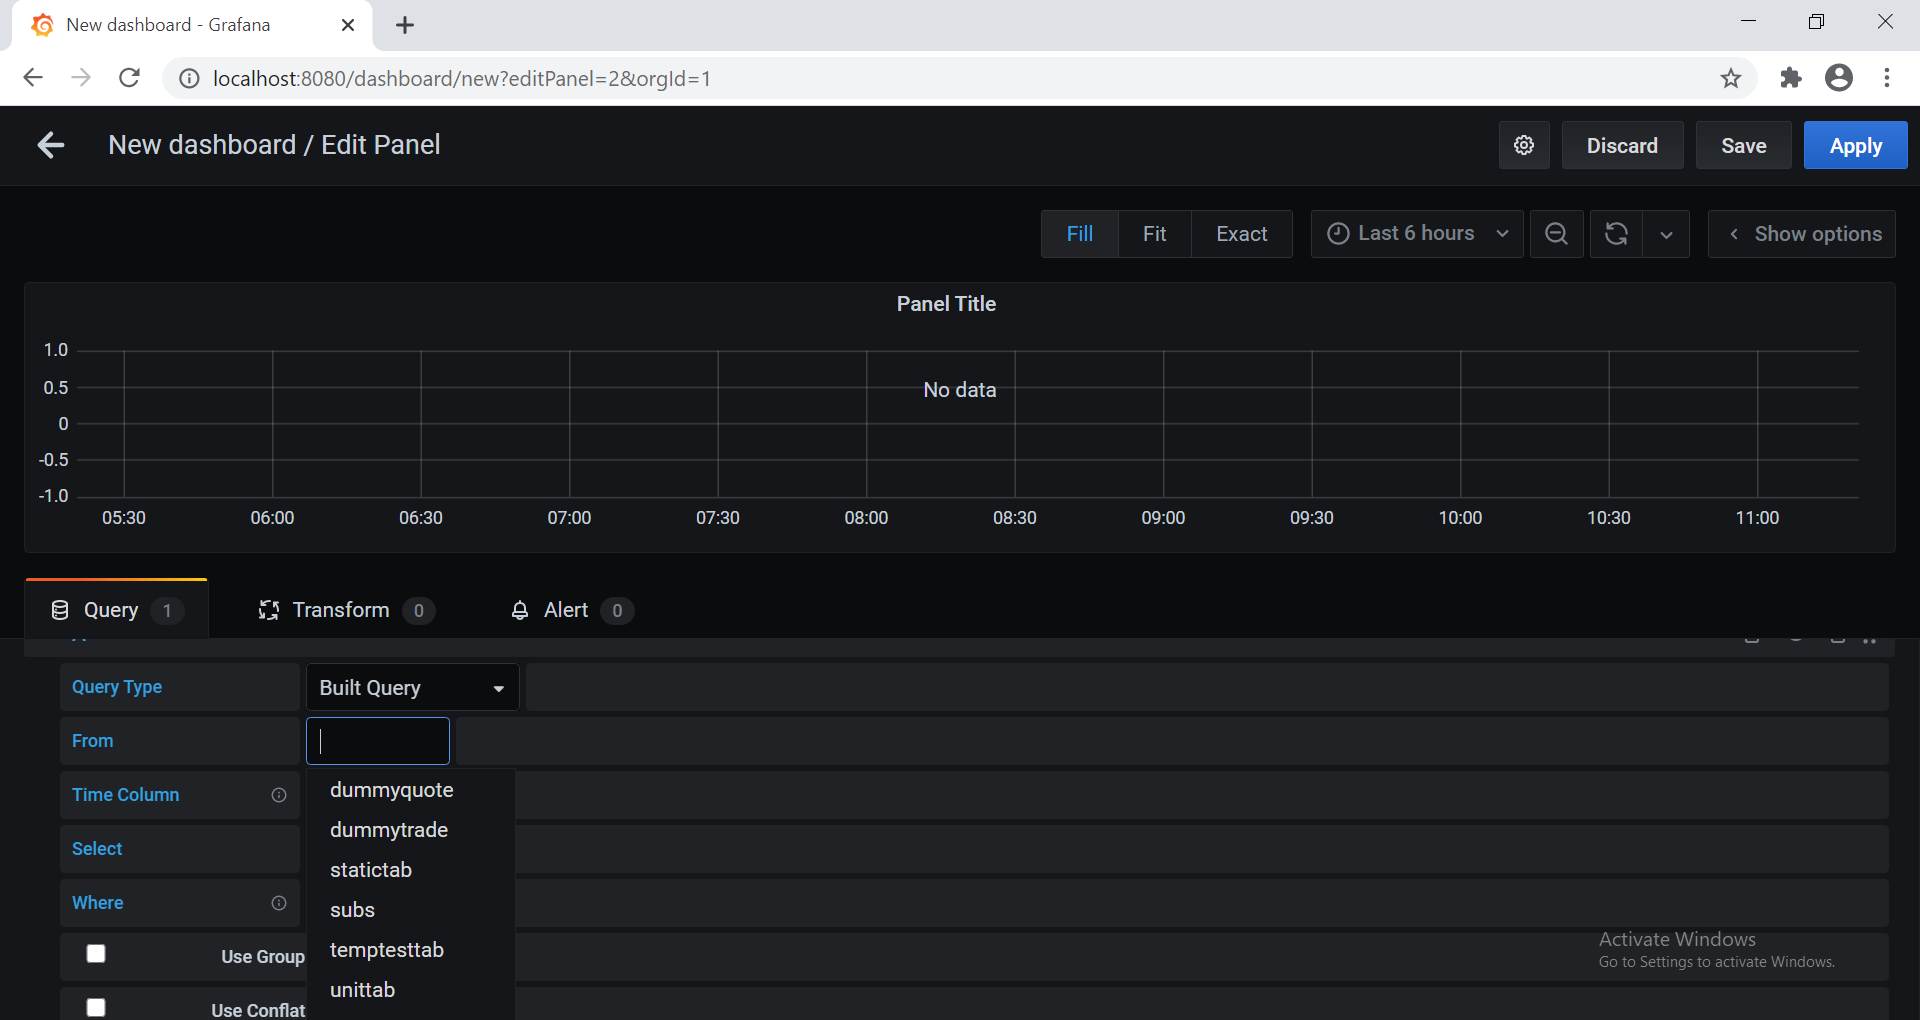 New dashboard - Grafana
localhost:8080/dashboard/new?editPanel=2&orgId=1
New dashboard / Edit Panel
Discard
Save
Apply
Fill
Fit
Exact
Last 6 hours
Show options
Panel Title
1.0
0.5
No data
0
-0.5
-1.0
05:30 06:00 06:30 07:00 07:30 08:00 08:30 09:00 09:30 10:00 10:30 11:00
Query 1
Transform 0
Alert 0
Query Type
Built Query
From
Time Column
dummyquote
dummytrade
Select
statictab
Where
subs
Use Group
temptesttab
Activate Windows
Go to Settings to activate Windows.
unittab
Use Conflat